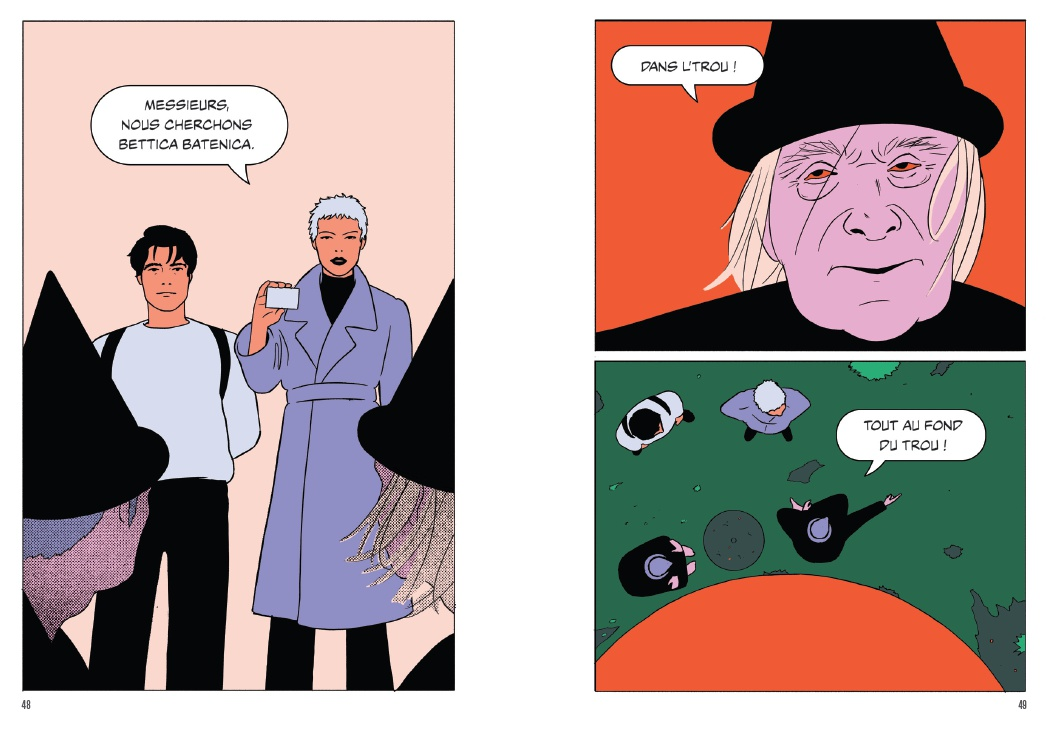 MESSIEURS,
NOUS CHERCHONS
BETTICA BATENICA.
48
DANS L'TROU !
TOUT AU FOND
DU TROU !
49